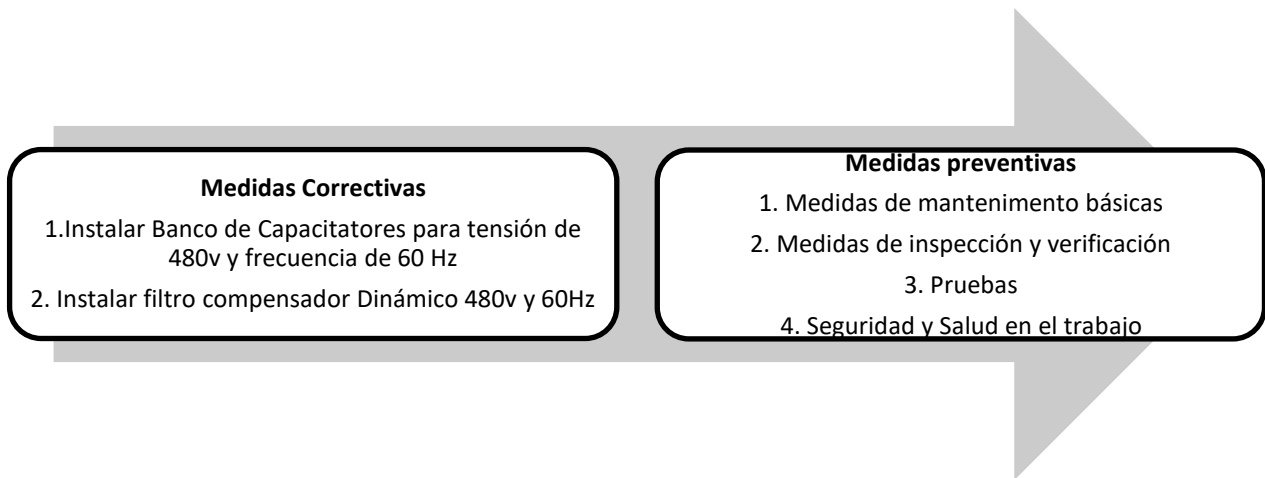 Medidas Correctivas
1.Instalar Banco de Capacitatores para tensión de
480v y frecuencia de 60 Hz
2. Instalar filtro compensador Dinámico 480v y 60Hz
Medidas preventivas
1. Medidas de mantenimento básicas
2. Medidas de inspección y verificación
3. Pruebas
4. Seguridad y Salud en el trabajo